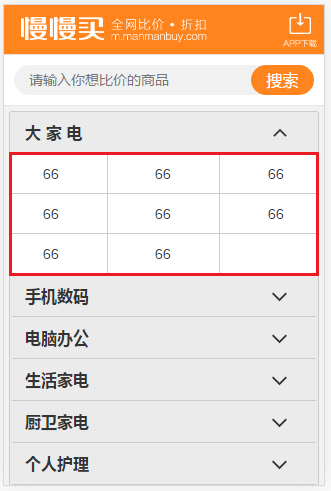 慢慢买 全网比价·折扣
m.manmanbuy.com
APP下载
请输入你想比价的商品 搜索
大 家 电
66 66 66
66 66 66
66 66
手机数码
电脑办公
生活家电
厨卫家电
个人护理